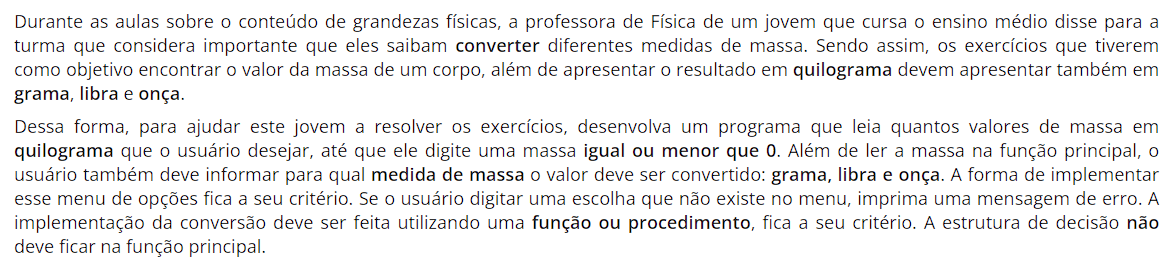 Durante as aulas sobre o conteúdo de grandezas físicas, a professora de Física de um jovem que cursa o ensino médio disse para a
turma que considera importante que eles saibam converter diferentes medidas de massa. Sendo assim, os exercícios que tiverem
como objetivo encontrar o valor da massa de um corpo, além de apresentar o resultado em quilograma devem apresentar também em
grama, libra e onça.
Dessa forma, para ajudar este jovem a resolver os exercícios, desenvolva um programa que leia quantos valores de massa em
quilograma que o usuário desejar, até que ele digite uma massa igual ou menor que 0. Além de ler a massa na função principal, o
usuário também deve informar para qual medida de massa o valor deve ser convertido: grama, libra e onça. A forma de implementar
esse menu de opções fica a seu critério. Se o usuário digitar uma escolha que não existe no menu, imprima uma mensagem de erro. A
implementação da conversão deve ser feita utilizando uma função ou procedimento, fica a seu critério. A estrutura de decisão não
deve ficar na função principal.